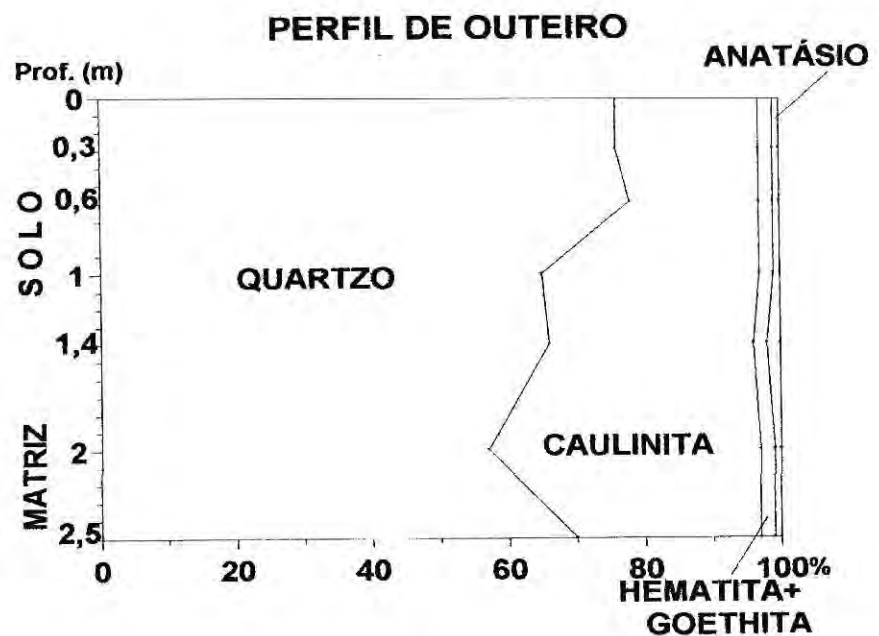 PERFIL DE OUTEIRO
ANATÁSIO
Prof. (m)
0
0,3
0,6
1
1,4
2
2,5
SOLO
MATRIZ
QUARTZO
CAULINITA
0
20
40
60
80
100%
HEMATITA+
GOETHITA